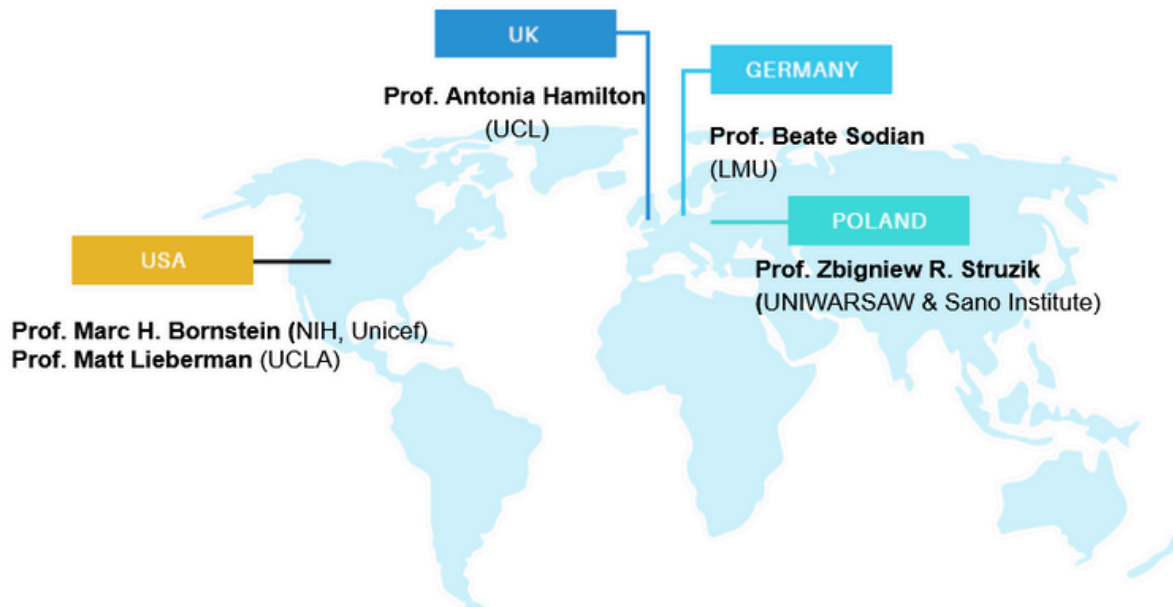 UK
Prof. Antonia Hamilton
(UCL)
GERMANY
Prof. Beate Sodian
(LMU)
POLAND
Prof. Zbigniew R. Struzik
(UNIWARSAW & Sano Institute)
USA
Prof. Marc H. Bornstein (NIH, Unicef)
Prof. Matt Lieberman (UCLA)